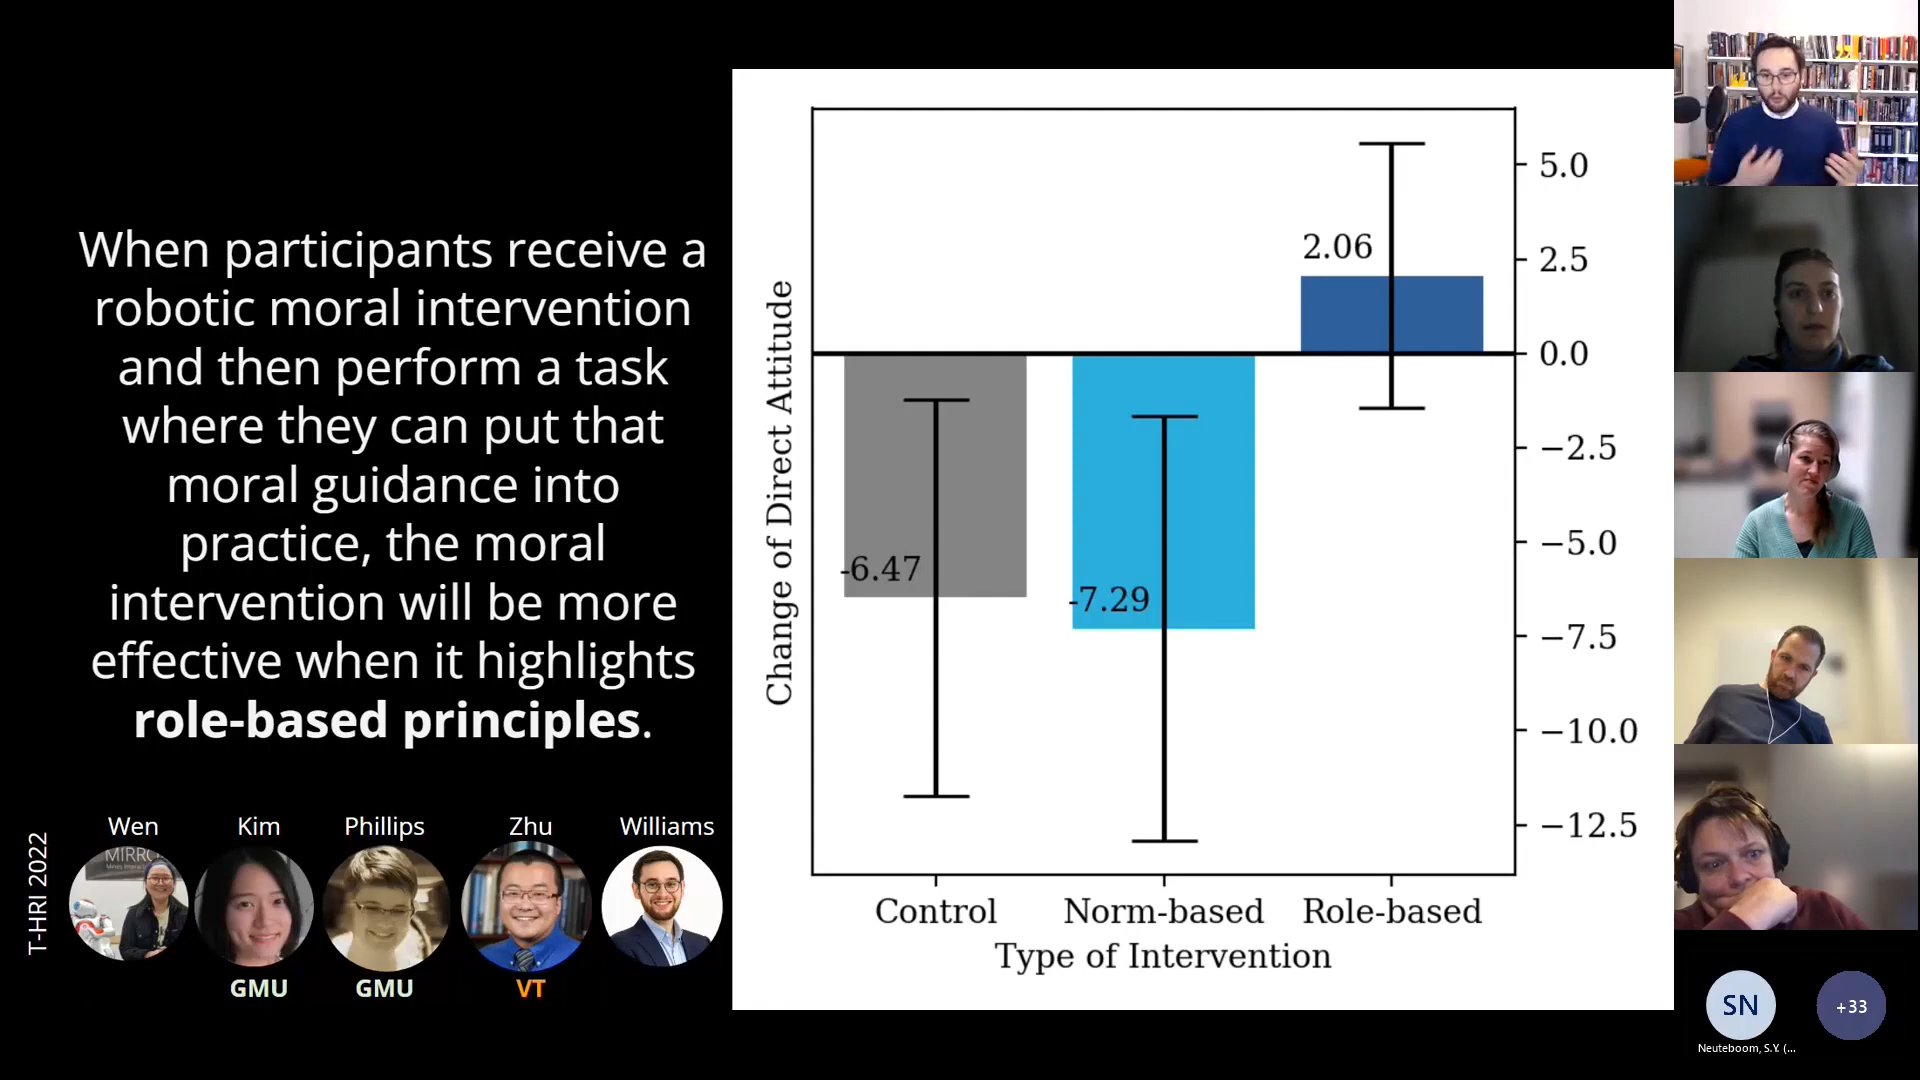 When participants receive a
robotic moral intervention
and then perform a task
where they can put that
moral guidance into
practice, the moral
intervention will be more
effective when it highlights
role-based principles.
T-HRI 2022
Wen
Kim
Phillips
Zhu
Williams
MIRRO
GMU
GMU
VT
Change of Direct Attitude
5.0
2.5
0.0
−2.5
−5.0
−7.5
−10.0
−12.5
-6.47
-7.29
2.06
Control
Norm-based
Role-based
Type of Intervention
SN
+33
Neuteboom, S.Y. (...